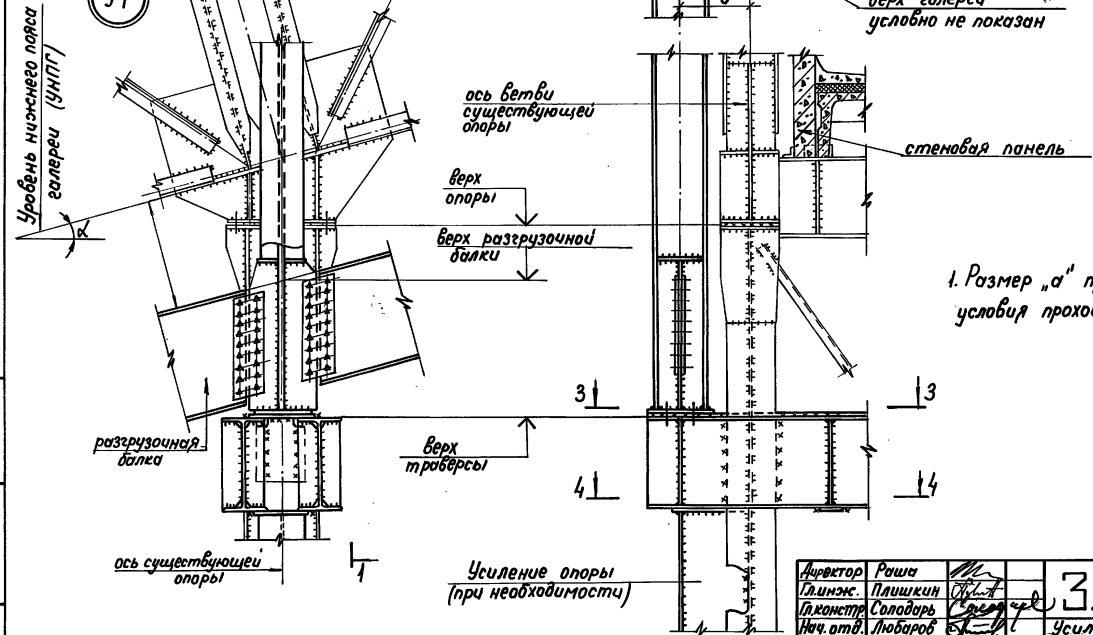 Уровень нижнего пояса
галереи (УНПГ)
α
верх галереи
условно не показан
ось ветви
существующей
опоры
стеновая панель
верх
опоры
верх разгрузочной
балки
1. Размер „а"
условия
3
3
разгрузочная
балка
верх
траверсы
4
4
ось существующей
опоры
1
Усиление опоры
(при необходимости)
Директор Раша
Гл.инж. Плишкин
Гл.констр. Солодарь
Нач.отд. Любаров
3.